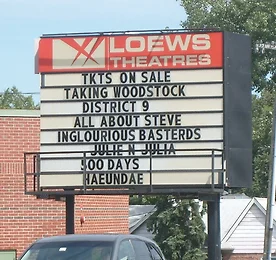 LOEWS
THEATRES
TKTS ON SALE
TAKING WOODSTOCK
DISTRICT 9
ALL ABOUT STEVE
INGLOURIOUS BASTERDS
JULIE N JULIA
500 DAYS
HAEUNDAE